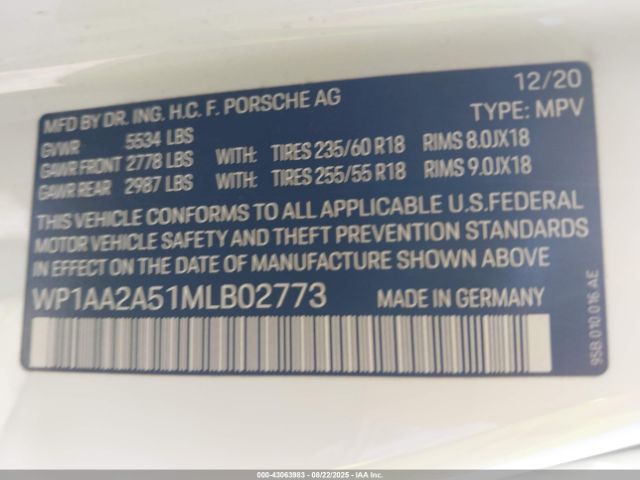 MFD BY DR. ING. H.C. F. PORSCHE AG 12/20
GVWR 5534 LBS TYPE: MPV
GAWR FRONT 2778 LBS WITH: TIRES 235/60 R18 RIMS 8.0JX18
GAWR REAR 2987 LBS WITH: TIRES 255/55 R18 RIMS 9.0JX18
THIS VEHICLE CONFORMS TO ALL APPLICABLE U.S.FEDERAL
MOTOR VEHICLE SAFETY AND THEFT PREVENTION STANDARDS
IN EFFECT ON THE DATE OF MANUFACTURE SHOWN ABOVE
WP1AA2A51MLB02773 MADE IN GERMANY
95B 010 016 AE
000-43063983 - 08/22/2025 - IAA Inc.